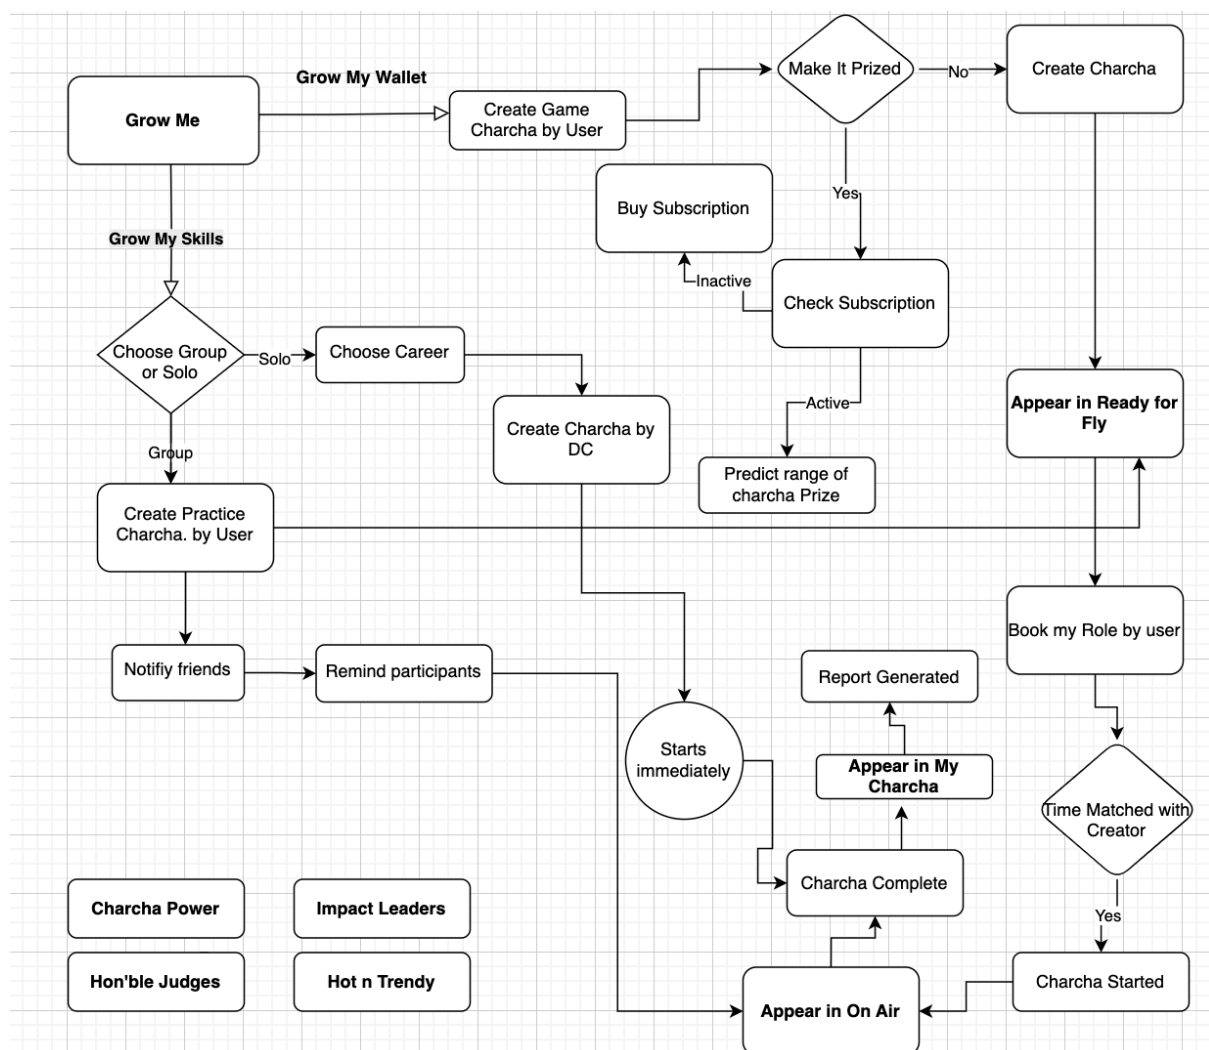 Grow Me
Grow My Wallet
Create Game
Charcha by User
Make It Prized
No
Create Charcha
Yes
Buy Subscription
Inactive
Check Subscription
Active
Predict range of
charcha Prize
Grow My Skills
Choose Group
or Solo
Solo
Choose Career
Create Charcha by
DC
Group
Create Practice
Charcha. by User
Appear in Ready for
Fly
Book my Role by user
Notifiy friends
Remind participants
Starts
immediately
Report Generated
Appear in My
Charcha
Time Matched with
Creator
Charcha Complete
Yes
Charcha Started
Appear in On Air
Charcha Power
Impact Leaders
Hon'ble Judges
Hot n Trendy